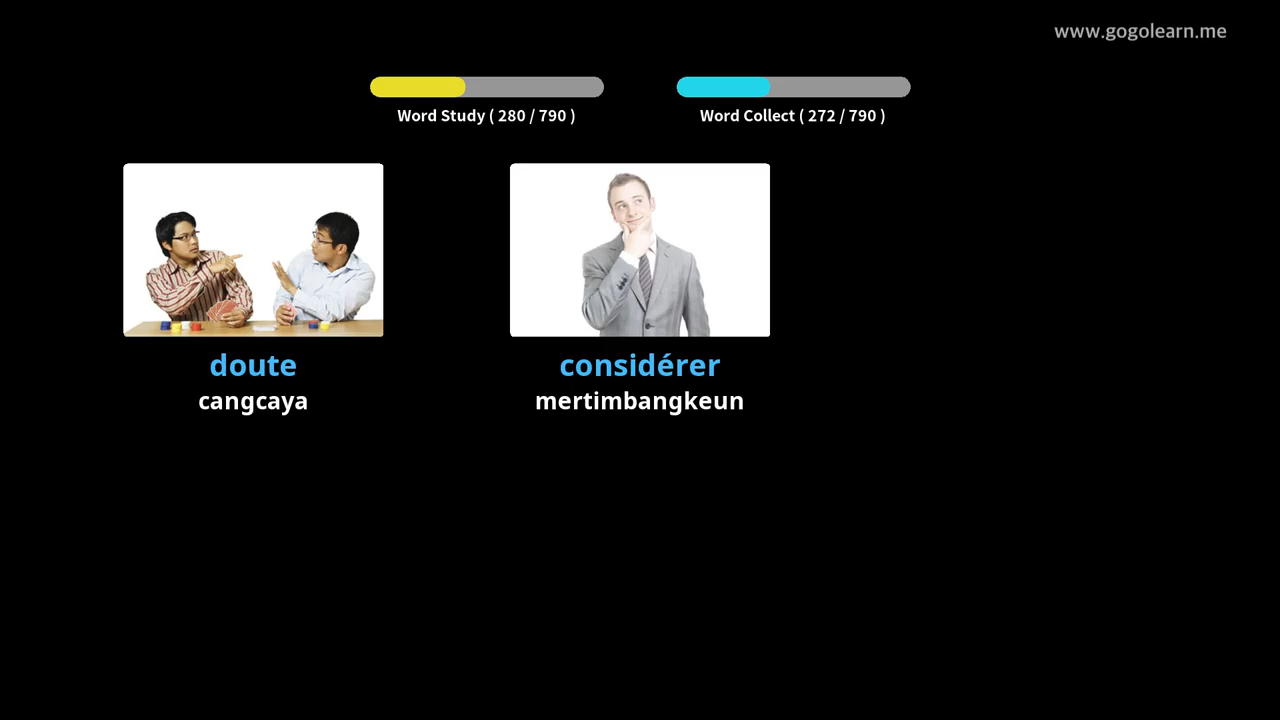 www.gogolearn.me
Word Study ( 280 / 790 )
Word Collect ( 272 / 790 )
doute
cangcaya
considérer
mertimbangkeun